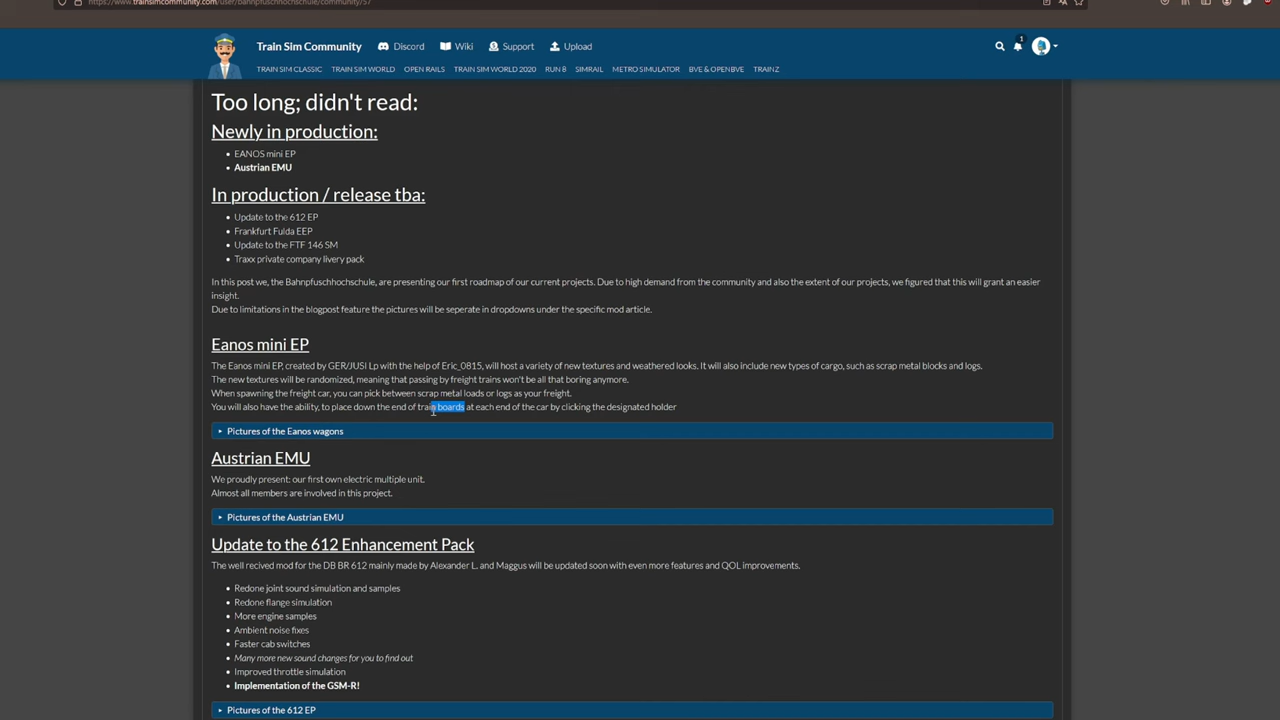 https://www.trainsimcommunity.com/user/bahnpfuschhochschule/community/57
Train Sim Community
Discord
Wiki
Support
Upload
1
TRAIN SIM CLASSIC
TRAIN SIM WORLD
OPEN RAILS
TRAIN SIM WORLD 2020
RUN 8
SIMRAIL
METRO SIMULATOR
BVE & OPENBVE
TRAINZ
Too long; didn't read:
Newly in production:
EANOS mini EP
Austrian EMU
In production / release tba:
Update to the 612 EP
Frankfurt Fulda EEP
Update to the FTF 146 SM
Traxx private company livery pack
In this post we, the Bahnpfuschhochschule, are presenting our first roadmap of our current projects. Due to high demand from the community and also the extent of our projects, we figured that this will grant an easier
insight.
Due to limitations in the blogpost feature the pictures will be seperate in dropdowns under the specific mod article.
Eanos mini EP
The Eanos mini EP, created by GER/JUSI Lp with the help of Eric_0815, will host a variety of new textures and weathered looks. It will also include new types of cargo, such as scrap metal blocks and logs.
The new textures will be randomized, meaning that passing by freight trains won't be all that boring anymore.
When spawning the freight car, you can pick between scrap metal loads or logs as your freight.
You will also have the ability, to place down the end of train boards at each end of the car by clicking the designated holder
Pictures of the Eanos wagons
Austrian EMU
We proudly present: our first own electric multiple unit.
Almost all members are involved in this project.
Pictures of the Austrian EMU
Update to the 612 Enhancement Pack
The well recived mod for the DB BR 612 mainly made by Alexander L. and Maggus will be updated soon with even more features and QOL improvements.
Redone joint sound simulation and samples
Redone flange simulation
More engine samples
Ambient noise fixes
Faster cab switches
Many more new sound changes for you to find out
Improved throttle simulation
Implementation of the GSM-R!
Pictures of the 612 EP